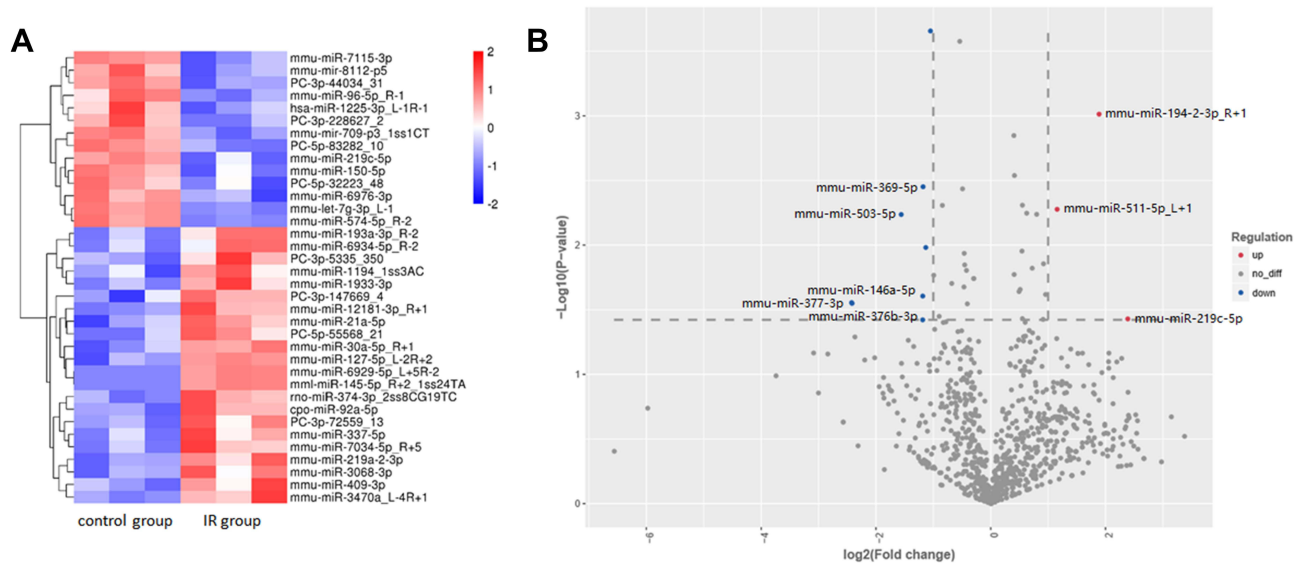 A
mmu-miR-7115-3p
mmu-mir-8112-p5
PC-3p-44034_31
mmu-miR-96-5p_R-1
hsa-miR-1225-3p_L-1R-1
PC-3p-228627_2
mmu-mir-709-p3_1ss1CT
PC-5p-83282_10
mmu-miR-219c-5p
mmu-miR-150-5p
PC-5p-32223_48
mmu-miR-6976-3p
mmu-let-7g-3p_L-1
mmu-miR-574-5p_R-2
mmu-miR-193a-3p_R-2
mmu-miR-6934-5p_R-2
PC-3p-5335_350
mmu-miR-1194_1ss3AC
mmu-miR-1933-3p
PC-3p-147669_4
mmu-miR-12181-3p_R+1
mmu-miR-21a-5p
PC-5p-55568_21
mmu-miR-30a-5p_R+1
mmu-miR-127-5p_L-2R+2
mmu-miR-6929-5p_L+5R-2
mml-miR-145-5p_R+2_1ss24TA
rno-miR-374-3p_2ss8CG19TC
cpo-miR-92a-5p
PC-3p-72559_13
mmu-miR-337-5p
mmu-miR-7034-5p_R+5
mmu-miR-219a-2-3p
mmu-miR-3068-3p
mmu-miR-409-3p
mmu-miR-3470a_L-4R+1
control group
IR group
2
1
0
-1
-2
B
−Log10(P−value)
3
2
1
0
mmu-miR-194-2-3p_R+1
mmu-miR-369-5p
mmu-miR-511-5p_L+1
mmu-miR-503-5p
mmu-miR-146a-5p
mmu-miR-377-3p
mmu-miR-376b-3p
mmu-miR-219c-5p
−6
−4
−2
0
2
log2(Fold change)
Regulation
up
no_diff
down